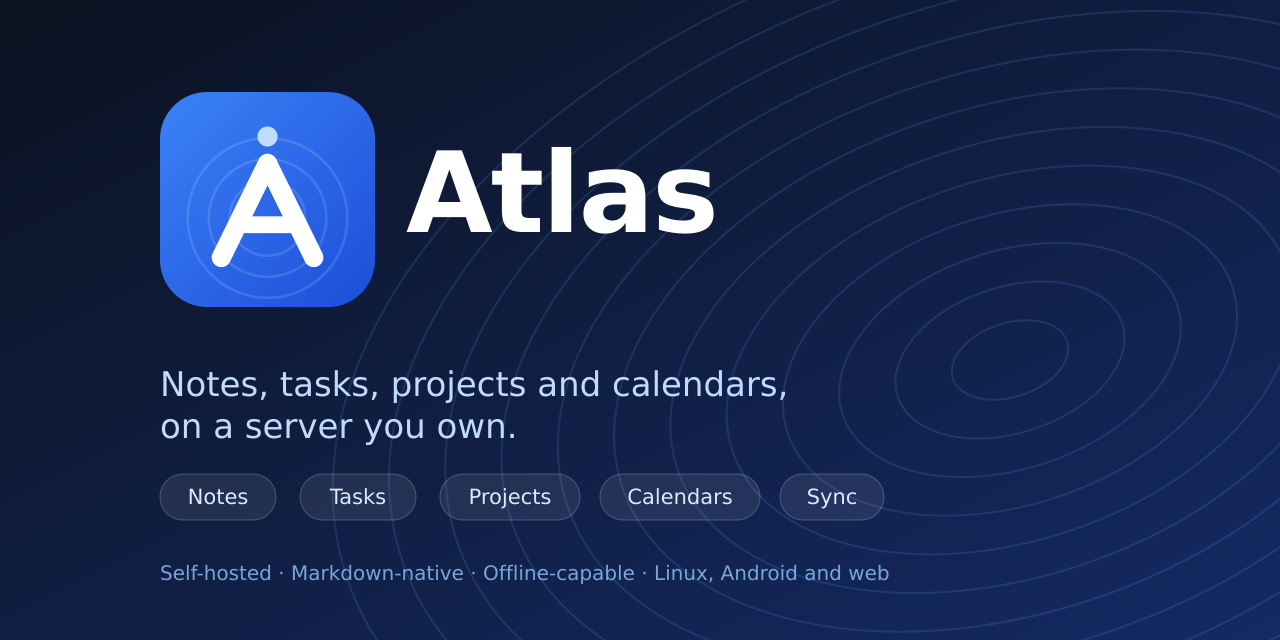 Atlas
Notes, tasks, projects and calendars,
on a server you own.
Notes
Tasks
Projects
Calendars
Sync
Self-hosted · Markdown-native · Offline-capable · Linux, Android and web